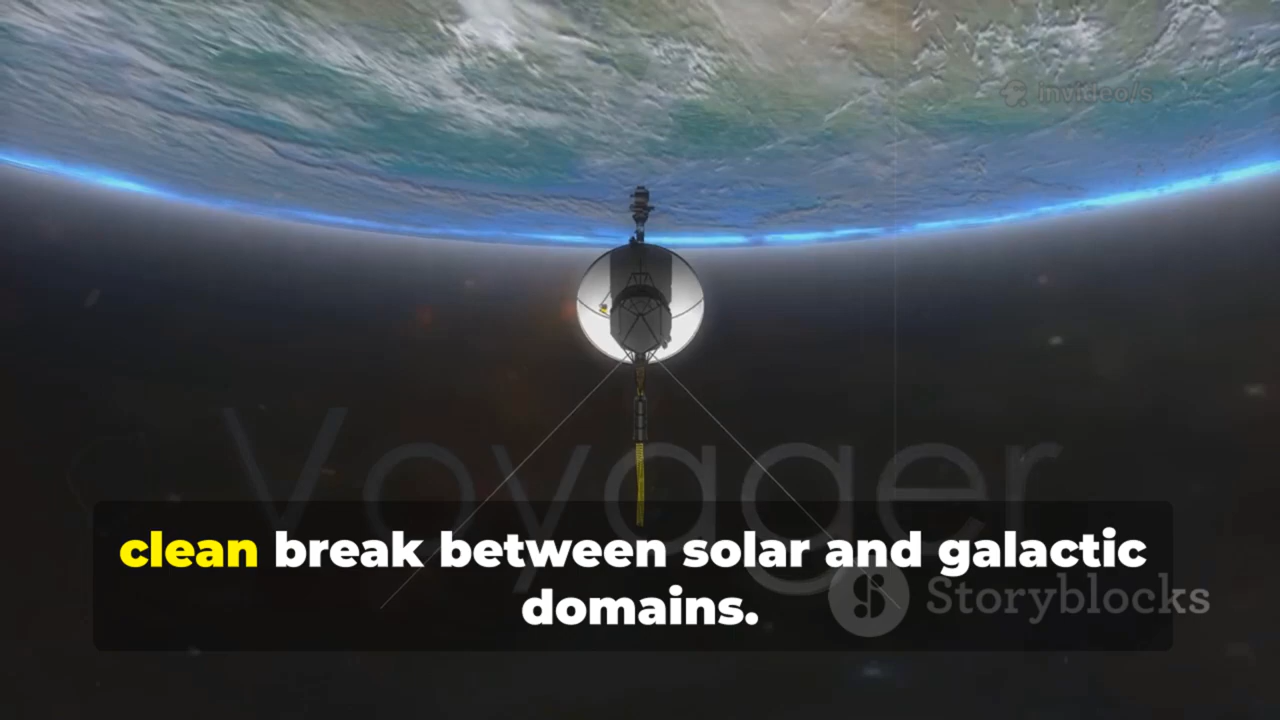 invideo/s
Voyager
clean break between solar and galactic
domains.
Storyblocks